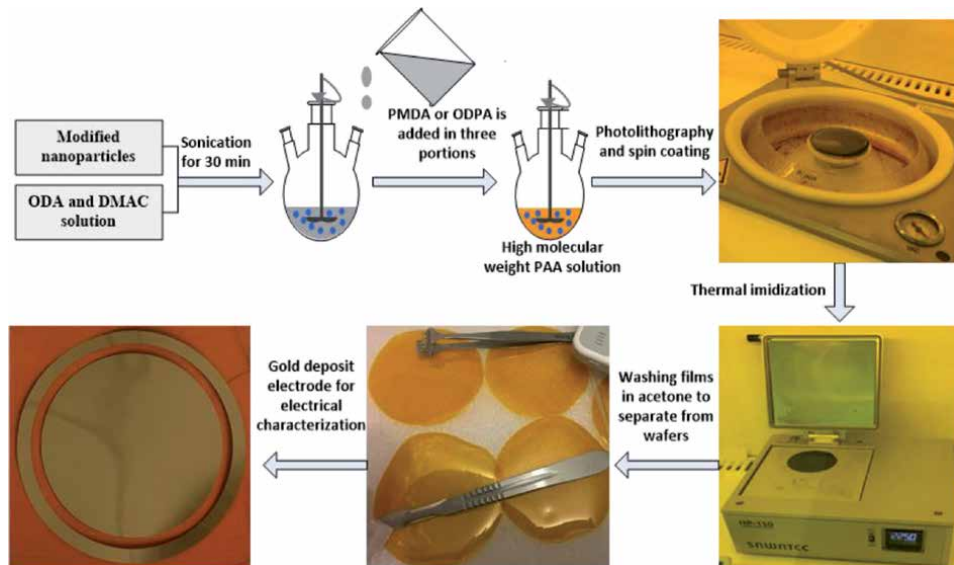 Modified
nanoparticles
ODA and DMAC
solution
Sonication
for 30 min
PMDA or ODPA is
added in three
portions
High molecular
weight PAA solution
Photolithography
and spin coating
Thermal imidization
HP-150
SAWATEC
2250
Washing films
in acetone to
separate from
wafers
Gold deposit
electrode for
electrical
characterization